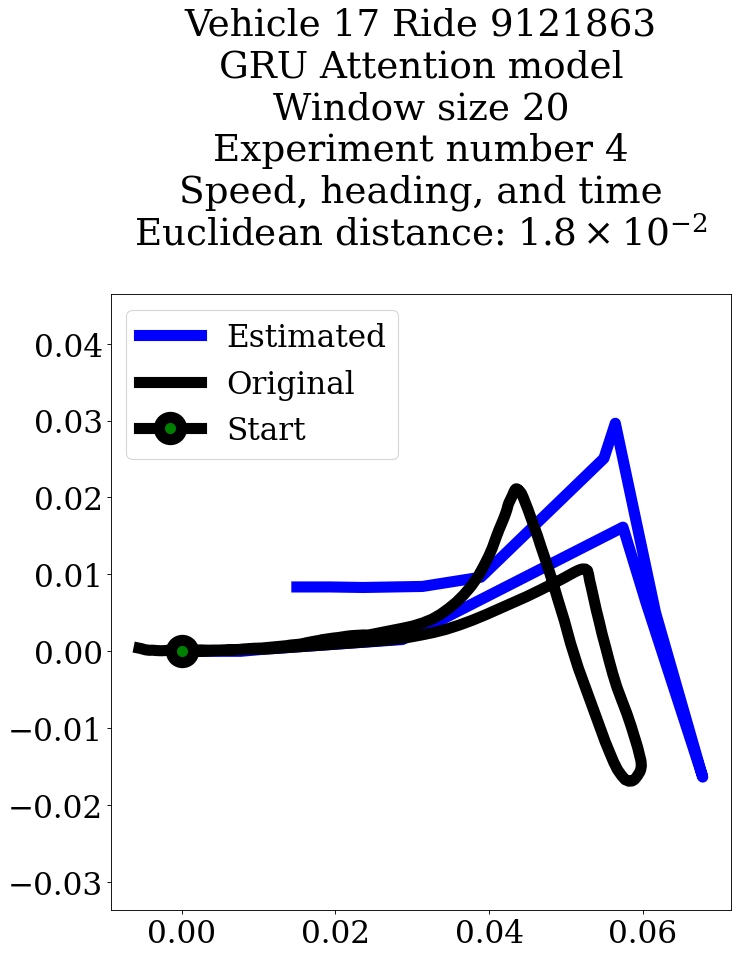 Vehicle 17 Ride 9121863
GRU Attention model
Window size 20
Experiment number 4
Speed, heading, and time
Euclidean distance: 1.8 × 10⁻²
Estimated
Original
Start
0.04
0.03
0.02
0.01
0.00
−0.01
−0.02
−0.03
0.00 0.02 0.04 0.06